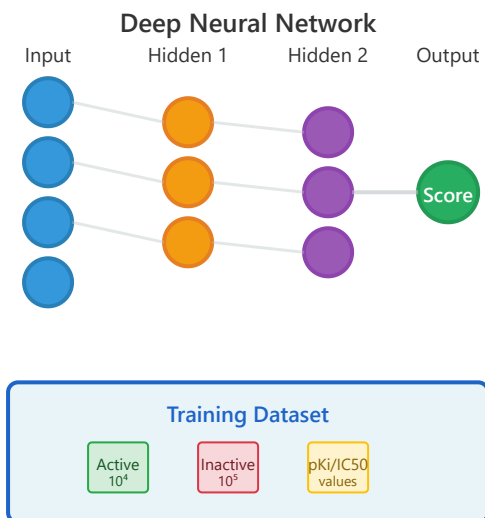 Deep Neural Network
Input Hidden 1 Hidden 2 Output
Score
Training Dataset
Active Inactive pKi/IC50
10⁴ 10⁵ values